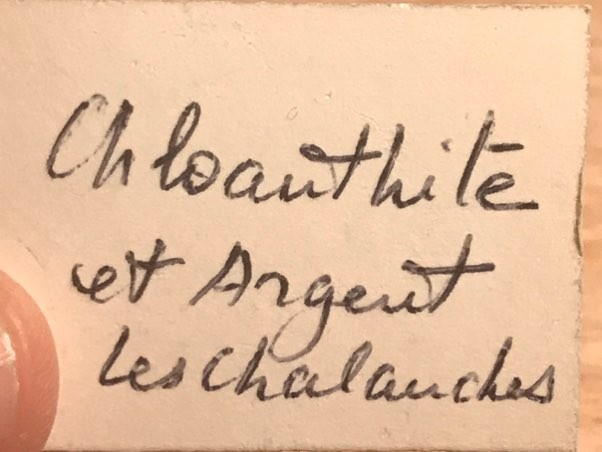 Chloanthite
et Argent
Les Chalanches